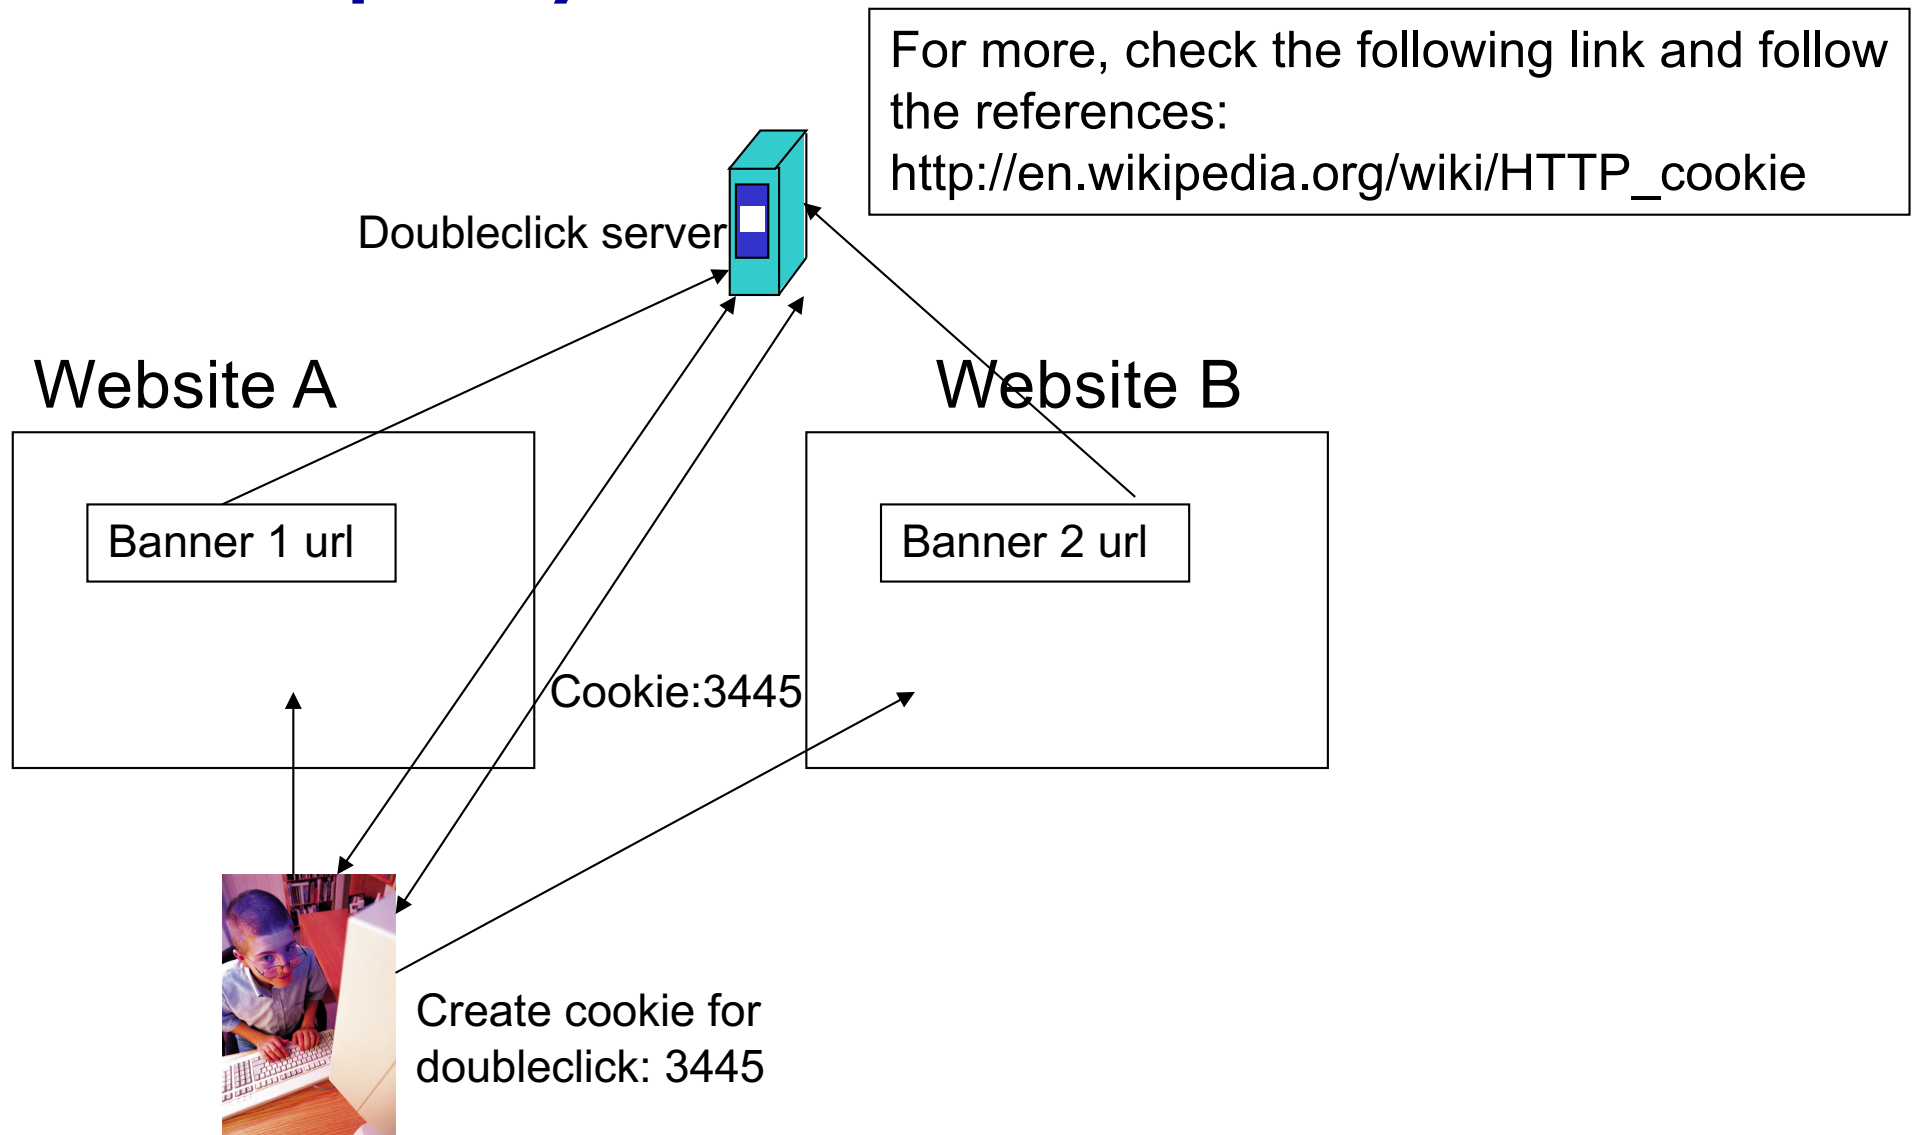 For more, check the following link and follow
the references:
http://en.wikipedia.org/wiki/HTTP_cookie
Doubleclick server
Website A
Website B
Banner 1 url
Banner 2 url
Cookie:3445
Create cookie for
doubleclick: 3445